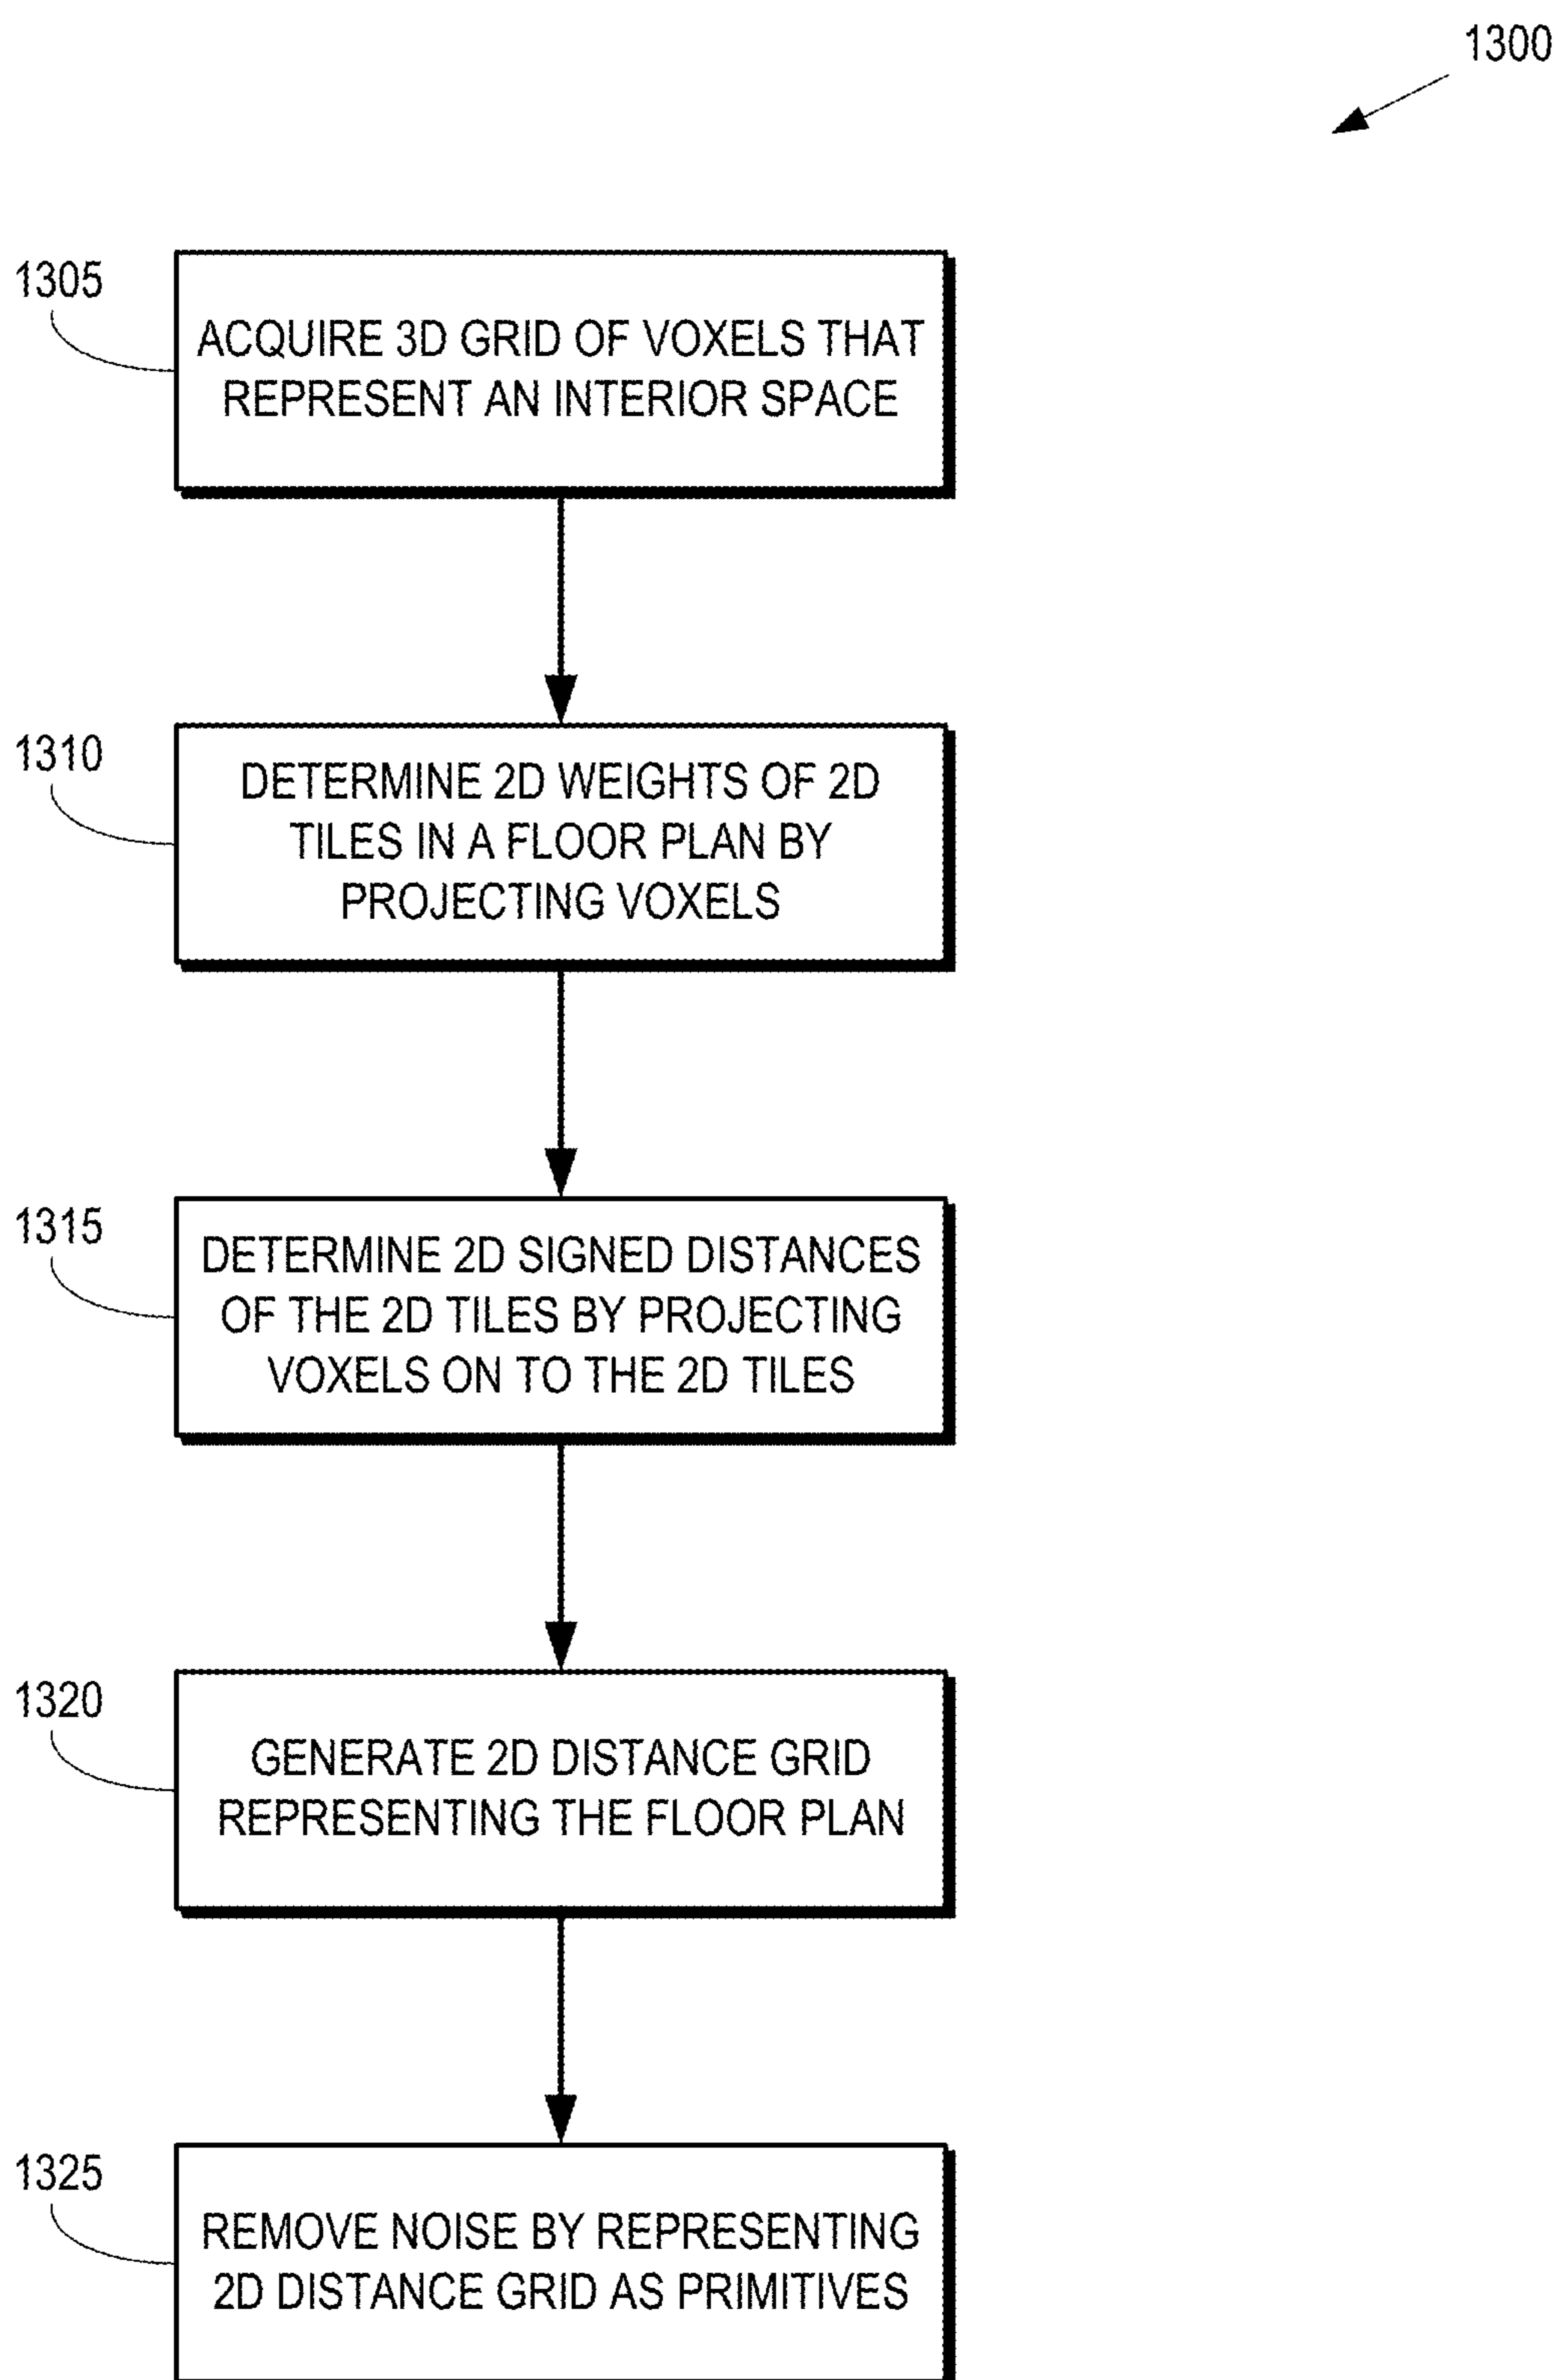 1300
1305
ACQUIRE 3D GRID OF VOXELS THAT
REPRESENT AN INTERIOR SPACE
1310
DETERMINE 2D WEIGHTS OF 2D
TILES IN A FLOOR PLAN BY
PROJECTING VOXELS
1315
DETERMINE 2D SIGNED DISTANCES
OF THE 2D TILES BY PROJECTING
VOXELS ON TO THE 2D TILES
1320
GENERATE 2D DISTANCE GRID
REPRESENTING THE FLOOR PLAN
1325
REMOVE NOISE BY REPRESENTING
2D DISTANCE GRID AS PRIMITIVES